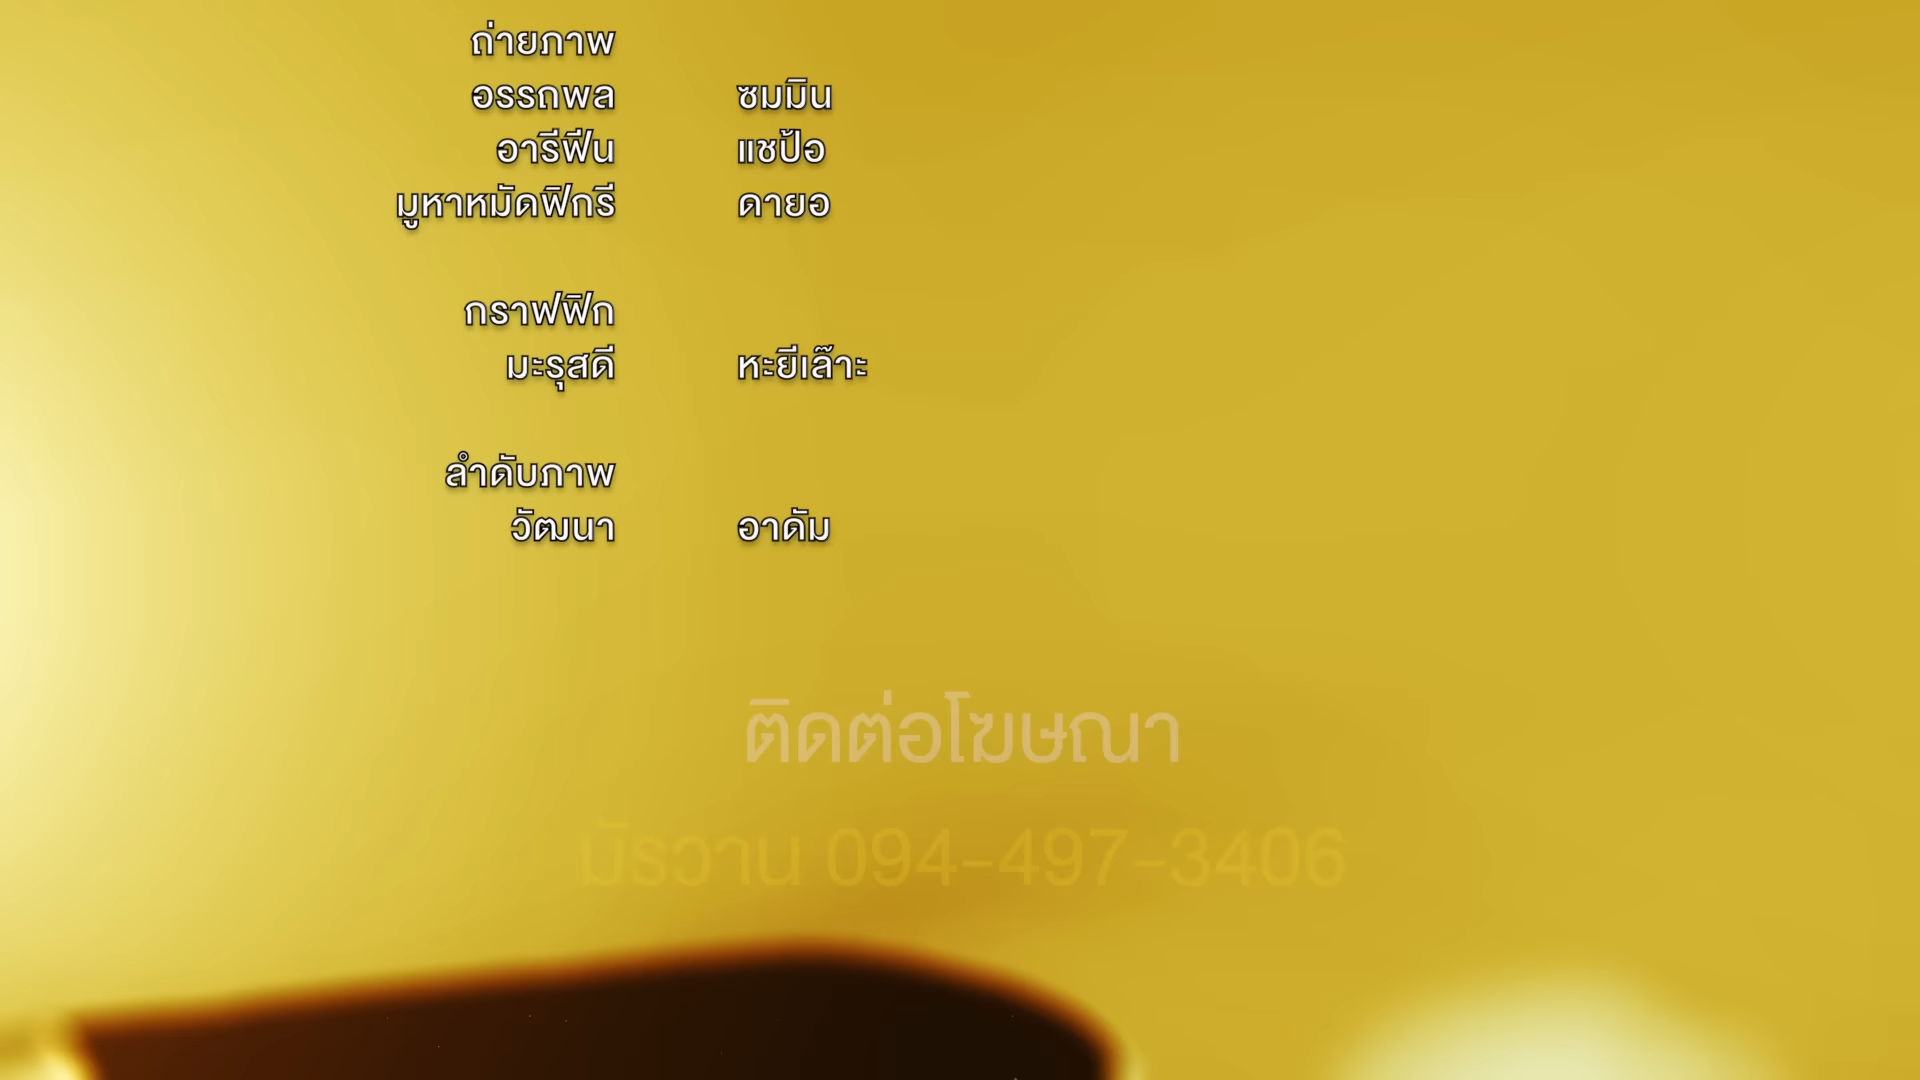 ถ่ายภาพ
อรรถพล ซมมิน
อารีฟีน แชป้อ
มูหาหมัดฟิกรี ดายอ
กราฟฟิก
มะรุสดี หะยีเล๊าะ
ลำดับภาพ
วัฒนา อาดัม
ติดต่อโฆษณา
มัรวาน 094-497-3406